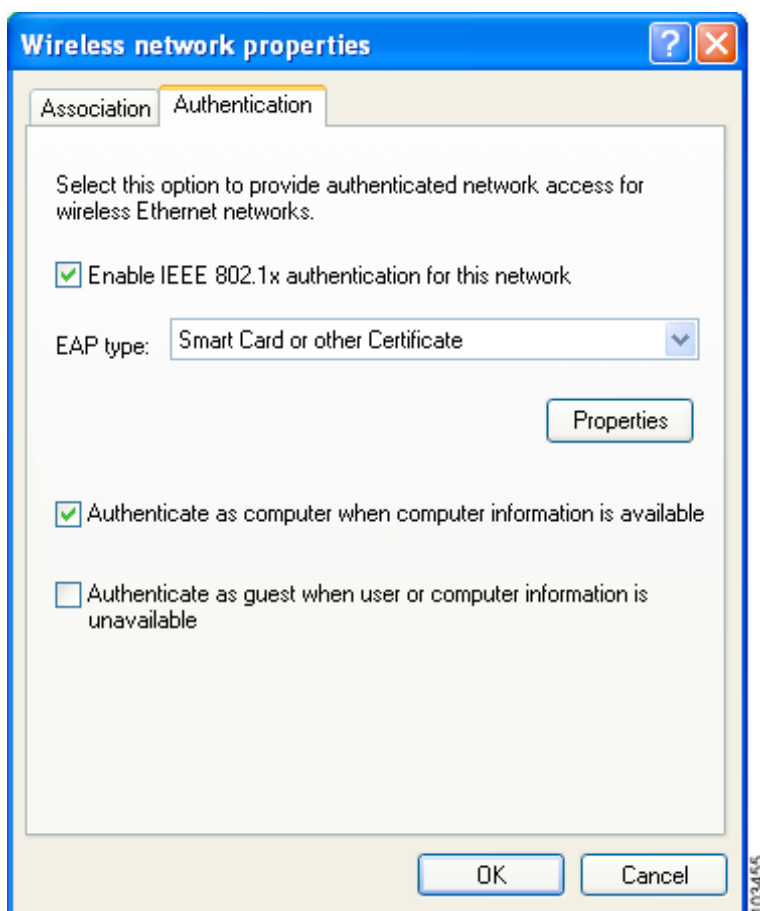 Wireless network properties
?
Association
Authentication
Select this option to provide authenticated network access for
wireless Ethernet networks.
Enable IEEE 802.1x authentication for this network
EAP type:
Smart Card or other Certificate
Properties
Authenticate as computer when computer information is available
Authenticate as guest when user or computer information is
unavailable
OK
Cancel
103455